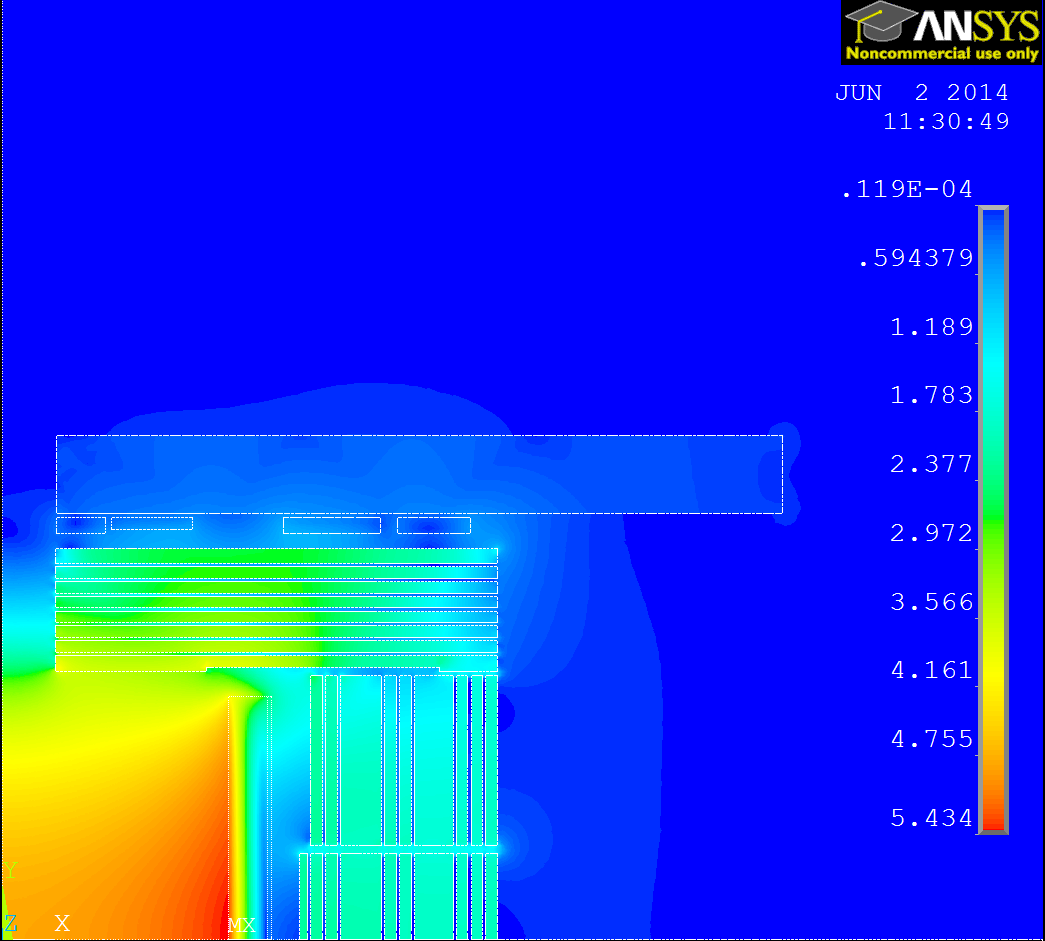 ANSYS
Noncommercial use only
JUN 2 2014
11:30:49
.119E-04
.594379
1.189
1.783
2.377
2.972
3.566
4.161
4.755
5.434
Y
Z X MX